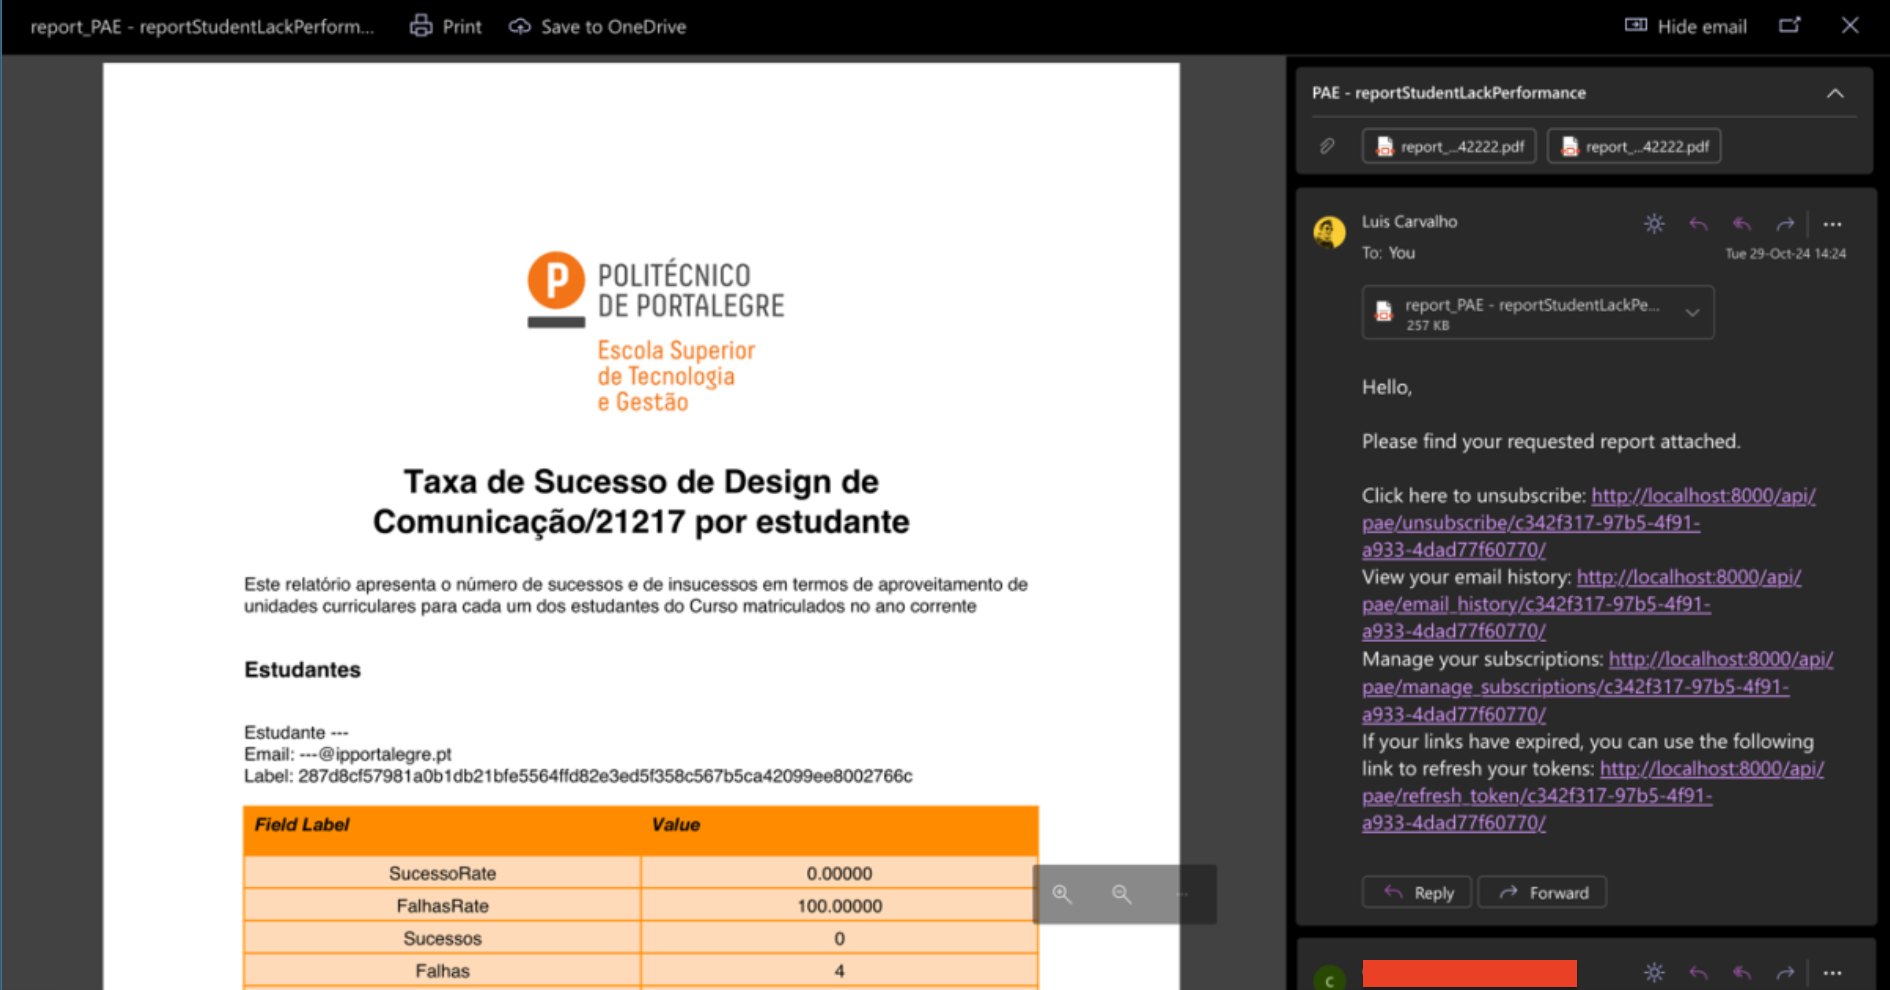 report_PAE - reportStudentLackPerform...
Print
Save to OneDrive
Hide email
P
POLITÉCNICO
DE PORTALEGRE
Escola Superior
de Tecnologia
e Gestão
Taxa de Sucesso de Design de
Comunicação/21217 por estudante
Este relatório apresenta o número de sucessos e de insucessos em termos de aproveitamento de
unidades curriculares para cada um dos estudantes do Curso matriculados no ano corrente
Estudantes
Estudante ---
Email: ---@ipportalegre.pt
Label: 287d8cf57981a0b1db21bfe5564ffd82e3ed5f358c567b5ca42099ee8002766c
Field Label Value
SucessoRate 0.00000
FalhasRate 100.00000
Sucessos 0
Falhas 4
PAE - reportStudentLackPerformance
report_...42222.pdf
report_...42222.pdf
Luis Carvalho
To: You
Tue 29-Oct-24 14:24
report_PAE - reportStudentLackPe...
257 KB
Hello,
Please find your requested report attached.
Click here to unsubscribe: http://localhost:8000/api/
pae/unsubscribe/c342f317-97b5-4f91-
a933-4dad77f60770/
View your email history: http://localhost:8000/api/
pae/email_history/c342f317-97b5-4f91-
a933-4dad77f60770/
Manage your subscriptions: http://localhost:8000/api/
pae/manage_subscriptions/c342f317-97b5-4f91-
a933-4dad77f60770/
If your links have expired, you can use the following
link to refresh your tokens: http://localhost:8000/api/
pae/refresh_token/c342f317-97b5-4f91-
a933-4dad77f60770/
Reply
Forward
C